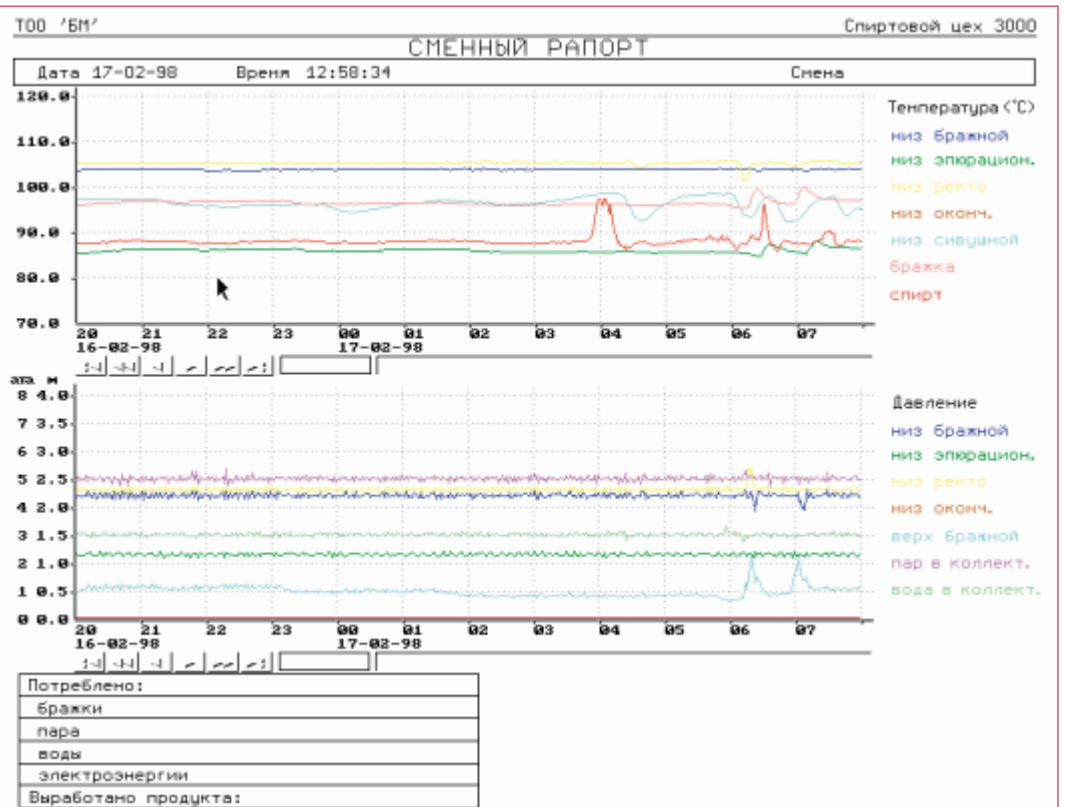 ТОО 'БМ' Спиртовой цех 3000
СМЕННЫЙ РАПОРТ
Дата 17-02-98 Время 12:58:34 Смена
120.0
110.0
100.0
90.0
80.0
70.0
Температура (°C)
низ бражной
низ эпюрацион.
низ ректо
низ оконч.
низ сивушной
бражка
спирт
20 21 22 23 00 01 02 03 04 05 06 07
16-02-98 17-02-98
ата м
8 4.0
7 3.5
6 3.0
5 2.5
4 2.0
3 1.5
2 1.0
1 0.5
0 0.0
Давление
низ бражной
низ эпюрацион.
низ ректо
низ оконч.
верх бражной
пар в коллект.
вода в коллект.
20 21 22 23 00 01 02 03 04 05 06 07
16-02-98 17-02-98
Потреблено:
бражки
пара
воды
электроэнергии
Выработано продукта: